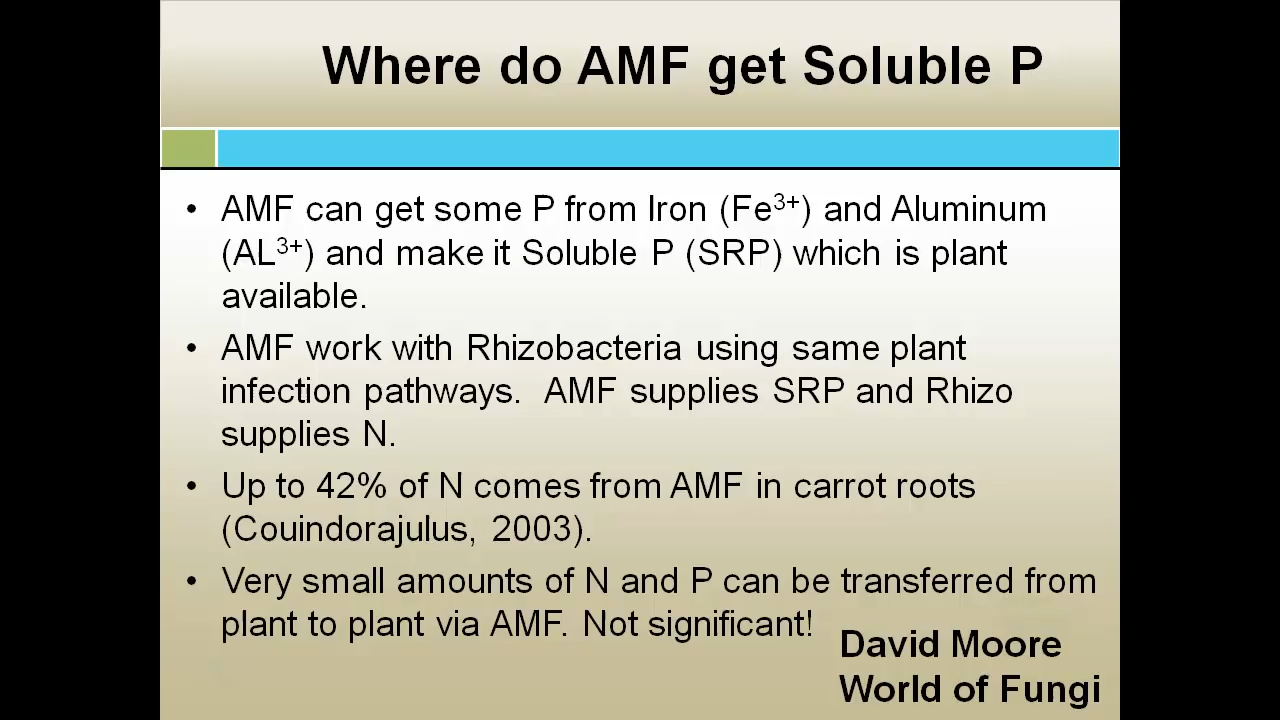 Where do AMF get Soluble P
• AMF can get some P from Iron (Fe³⁺) and Aluminum
(AL³⁺) and make it Soluble P (SRP) which is plant
available.
• AMF work with Rhizobacteria using same plant
infection pathways.  AMF supplies SRP and Rhizo
supplies N.
• Up to 42% of N comes from AMF in carrot roots
(Couindorajulus, 2003).
• Very small amounts of N and P can be transferred from
plant to plant via AMF. Not significant!
David Moore
World of Fungi